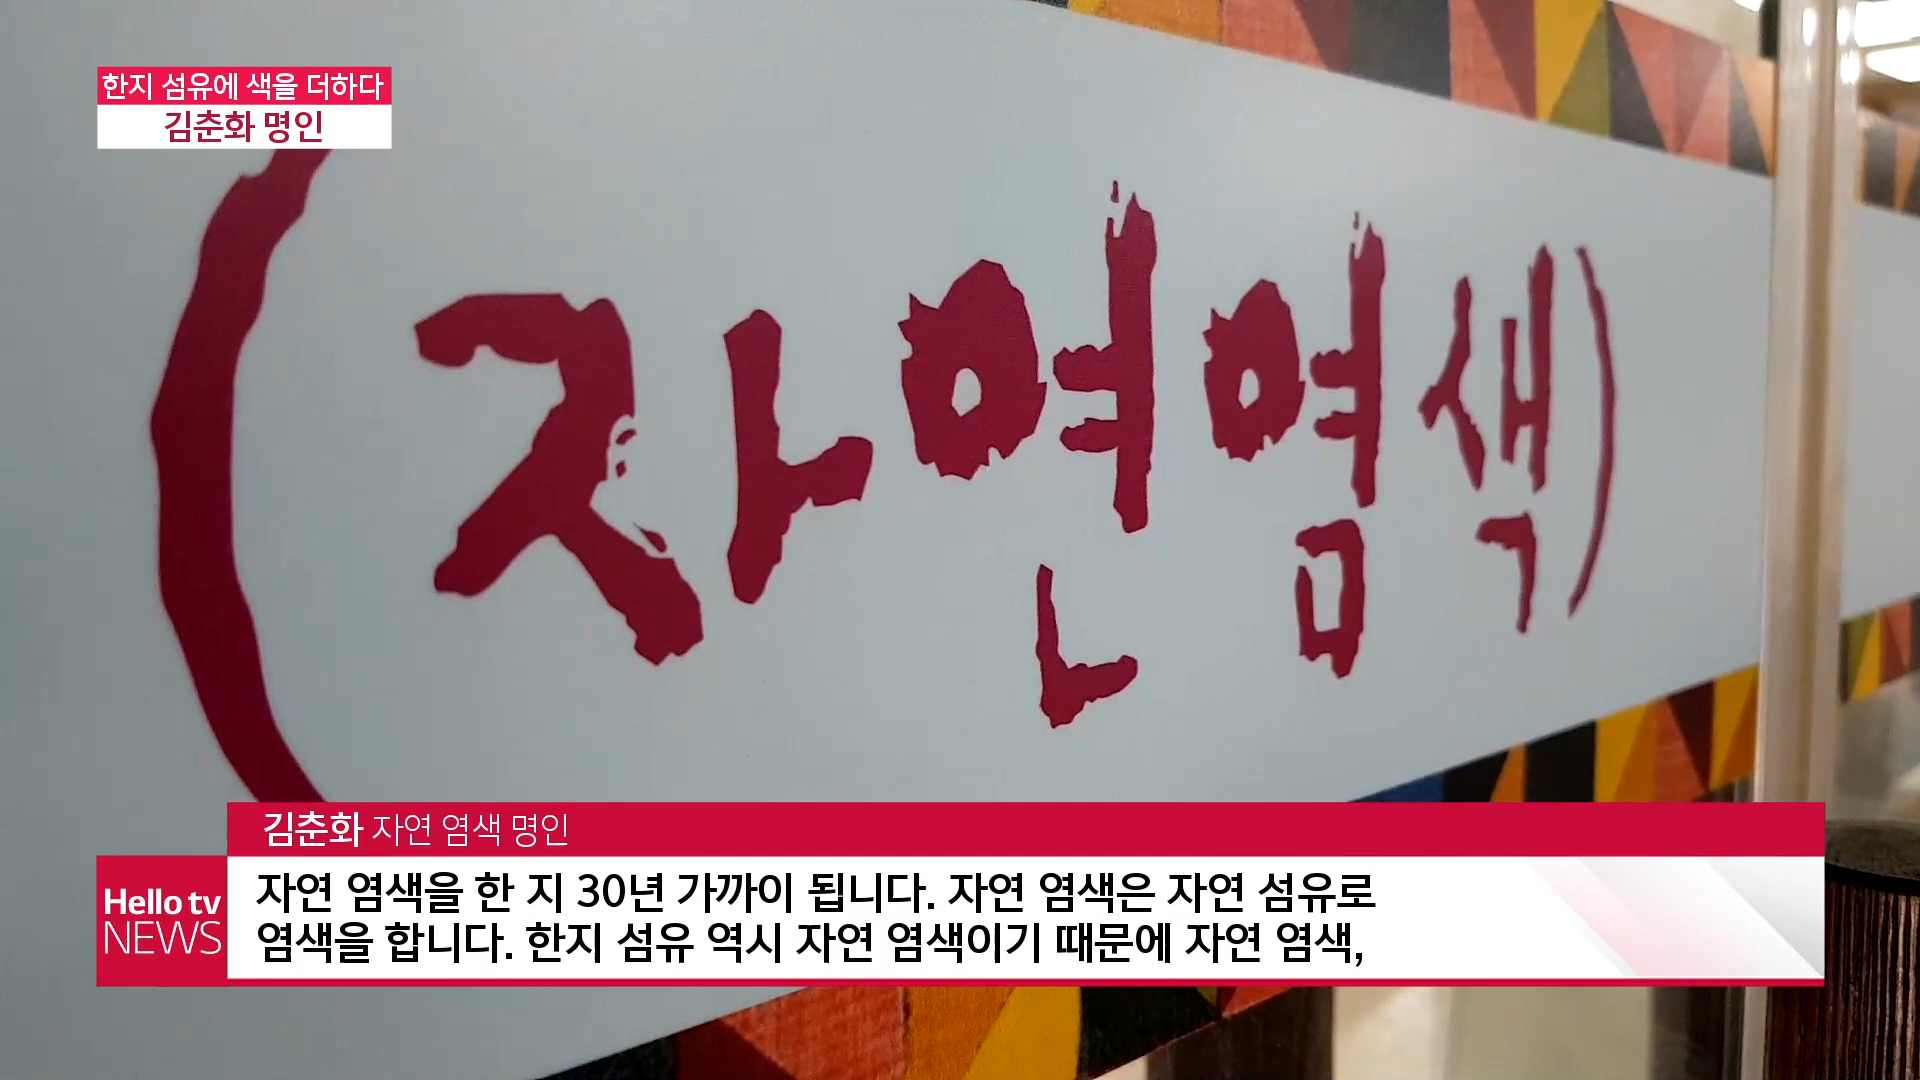 한지 섬유에 색을 더하다
김춘화 명인
(자연염색)
김춘화 자연 염색 명인
Hello tv
NEWS
자연 염색을 한 지 30년 가까이 됩니다. 자연 염색은 자연 섬유로
염색을 합니다. 한지 섬유 역시 자연 염색이기 때문에 자연 염색,